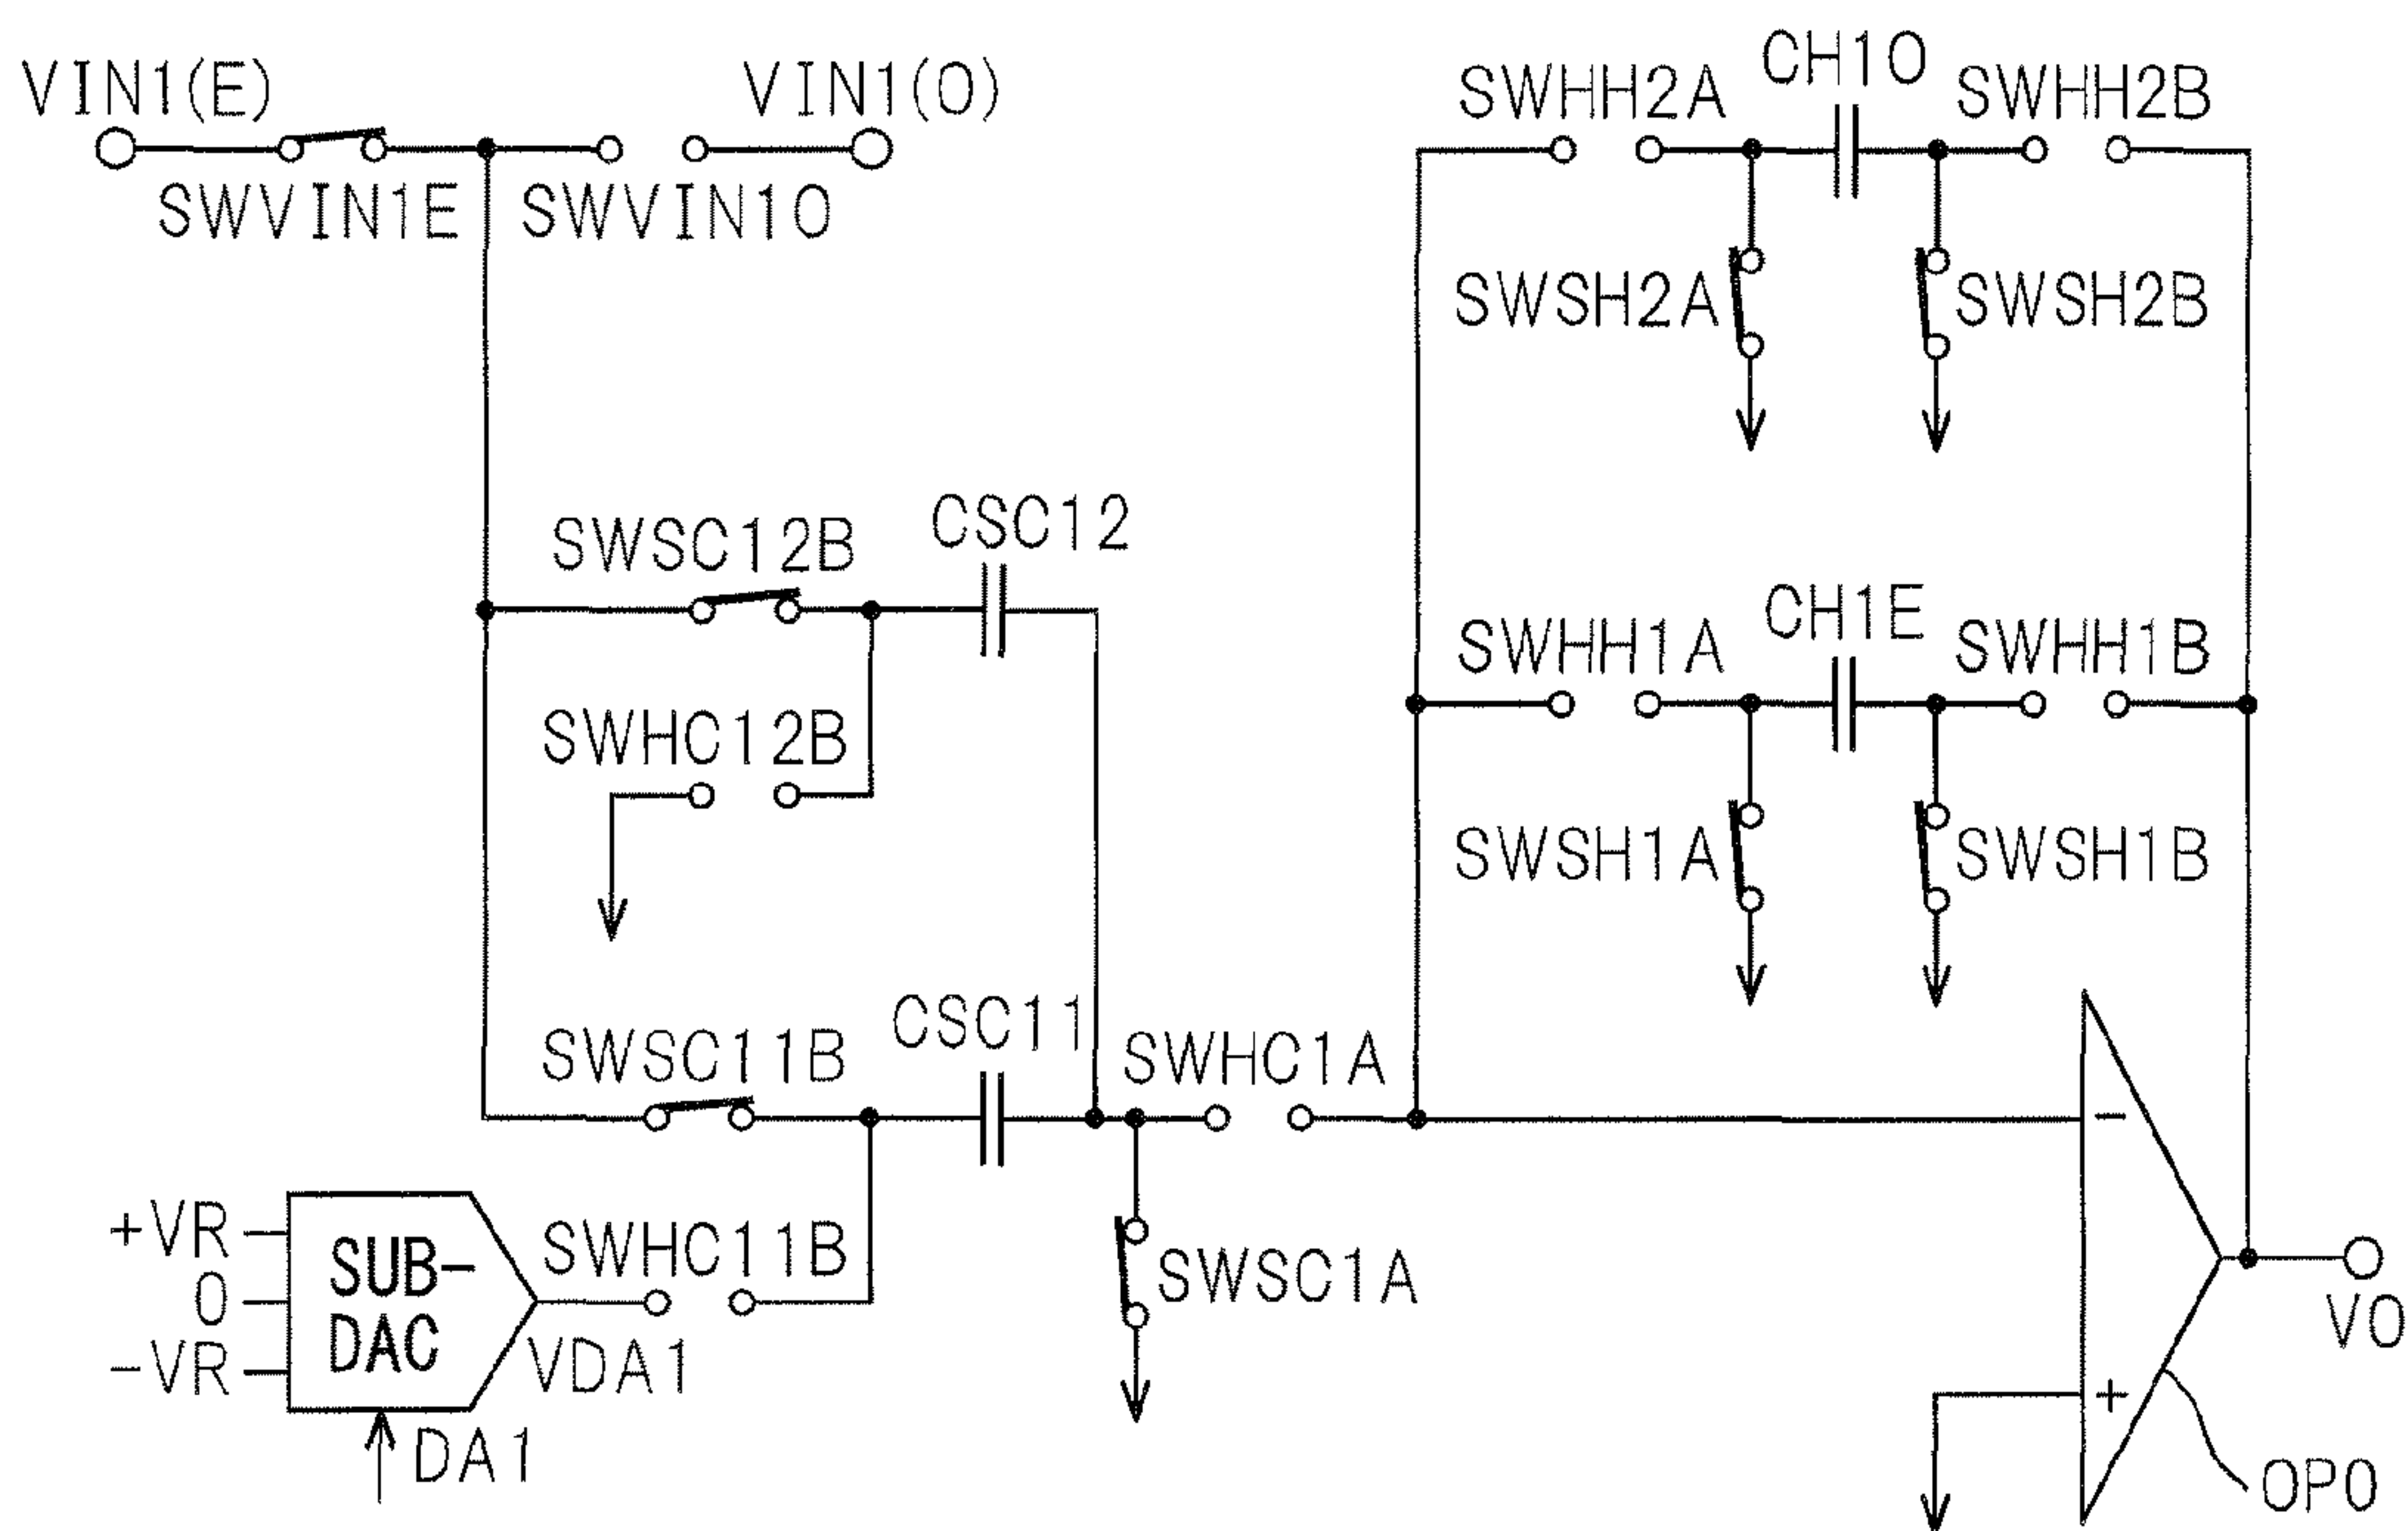 VIN1(E)
VIN1(O)
SWVIN1E
SWVIN1O
SWHH2A
CH1O
SWHH2B
SWSH2A
SWSH2B
SWSC12B
CSC12
SWHC12B
SWHH1A
CH1E
SWHH1B
SWSH1A
SWSH1B
SWSC11B
CSC11
SWHC1A
+VR
0
-VR
SUB-
DAC
SWHC11B
VDA1
SWSC1A
DA1
-
+
VO
OP0